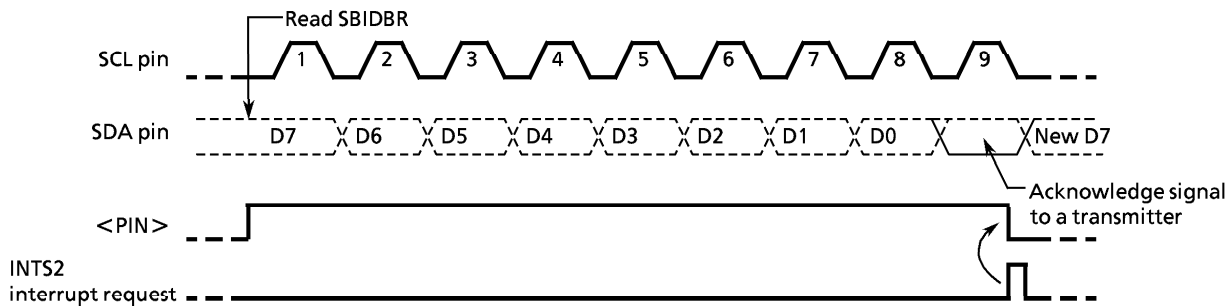 Read SBIDBR
SCL pin
1 2 3 4 5 6 7 8 9
SDA pin
D7 D6 D5 D4 D3 D2 D1 D0 New D7
Acknowledge signal
to a transmitter
<PIN>
INTS2
interrupt request